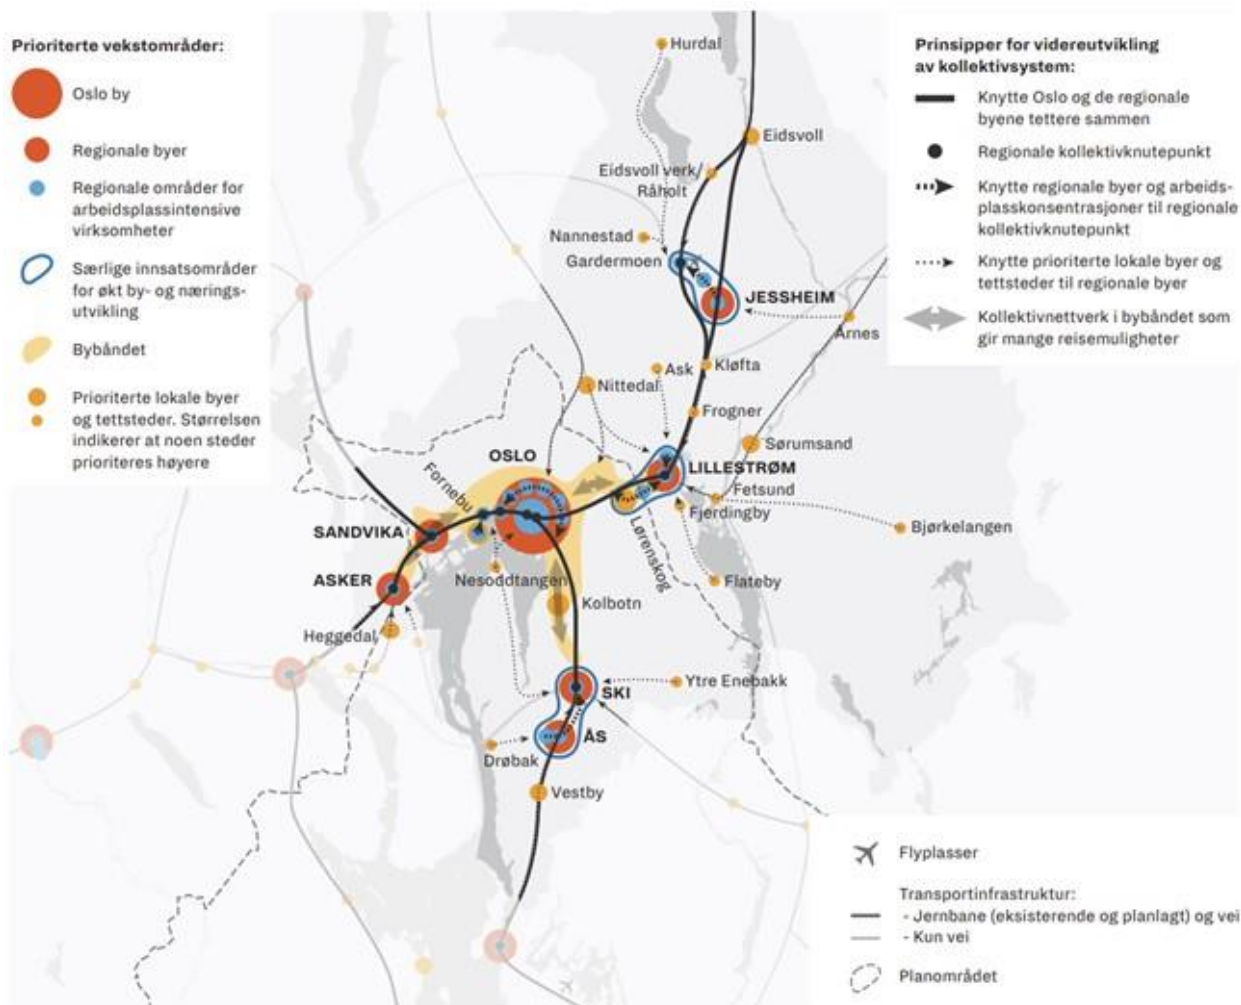 Prioriterte vekstområder:
Oslo by
Regionale byer
Regionale områder for
arbeidsplassintensive
virksomheter
Særlige innsatsområder
for økt by- og nærings-
utvikling
Bybåndet
Prioriterte lokale byer
og tettsteder. Størrelsen
indikerer at noen steder
prioriteres høyere
Prinsipper for videreutvikling
av kollektivsystem:
Knytte Oslo og de regionale
byene tettere sammen
Regionale kollektivknutepunkt
Knytte regionale byer og arbeids-
plasskonsentrasjoner til regionale
kollektivknutepunkt
Knytte prioriterte lokale byer og
tettsteder til regionale byer
Kollektivnettverk i bybåndet som
gir mange reisemuligheter
Hurdal
Eidsvoll
Eidsvoll verk/
Råholt
Nannestad
Gardermoen
JESSHEIM
Årnes
Kløfta
Ask
Nittedal
Frogner
Sørumsand
OSLO
LILLESTRØM
Fetsund
Fjerdingby
Bjørkelangen
Fornebu
Lørenskog
SANDVIKA
ASKER
Nesoddtangen
Flateby
Kolbotn
Heggedal
SKI
Ytre Enebakk
ÅS
Drøbak
Vestby
Flyplasser
Transportinfrastruktur:
- Jernbane (eksisterende og planlagt) og vei
- Kun vei
Planområdet